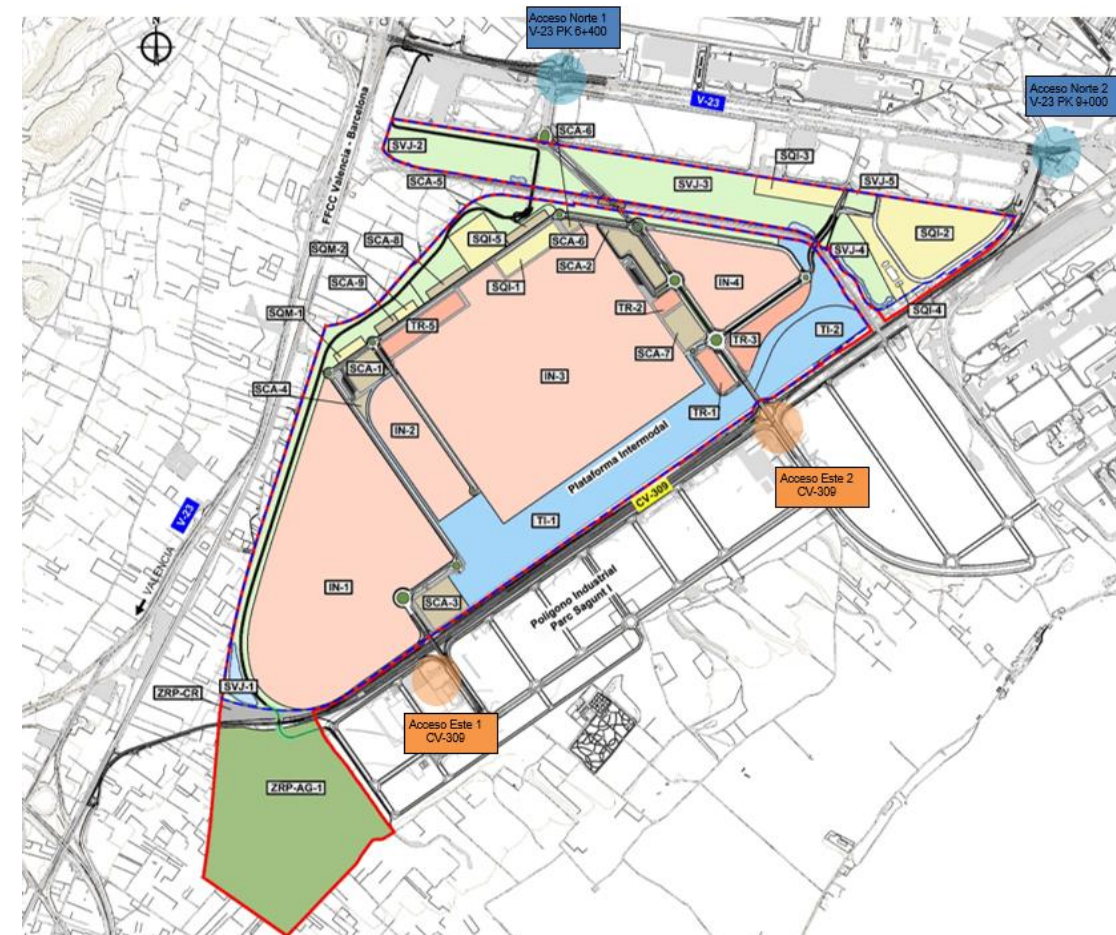 N
Acceso Norte 1
V-23 PK 6+400
Acceso Norte 2
V-23 PK 9+000
V-23
FFCC Valencia - Barcelona
SCA-6
SVJ-2
SQI-3
SCA-5
SVJ-3
SVJ-5
SCA-8
SQI-5
SCA-6
SQI-2
SQM-2
SCA-2
SVJ-4
SCA-9
SQI-1
IN-4
SQM-1
TR-5
TR-2
SQI-4
TI-2
TR-3
SCA-7
SCA-1
IN-3
SCA-4
TR-1
IN-2
Plataforma Intermodal
Acceso Este 2
CV-309
CV-309
V-23
TI-1
VALENCIA
IN-1
SCA-3
Polígono Industrial
Parc Sagunt I
SVJ-1
ZRP-CR
Acceso Este 1
CV-309
ZRP-AG-1